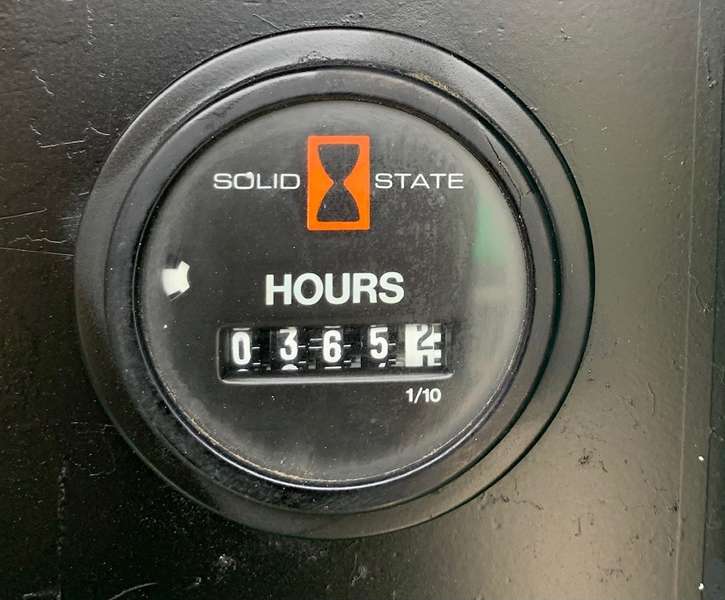 SOLID STATE
HOURS
0 3 6 5 2
1/10